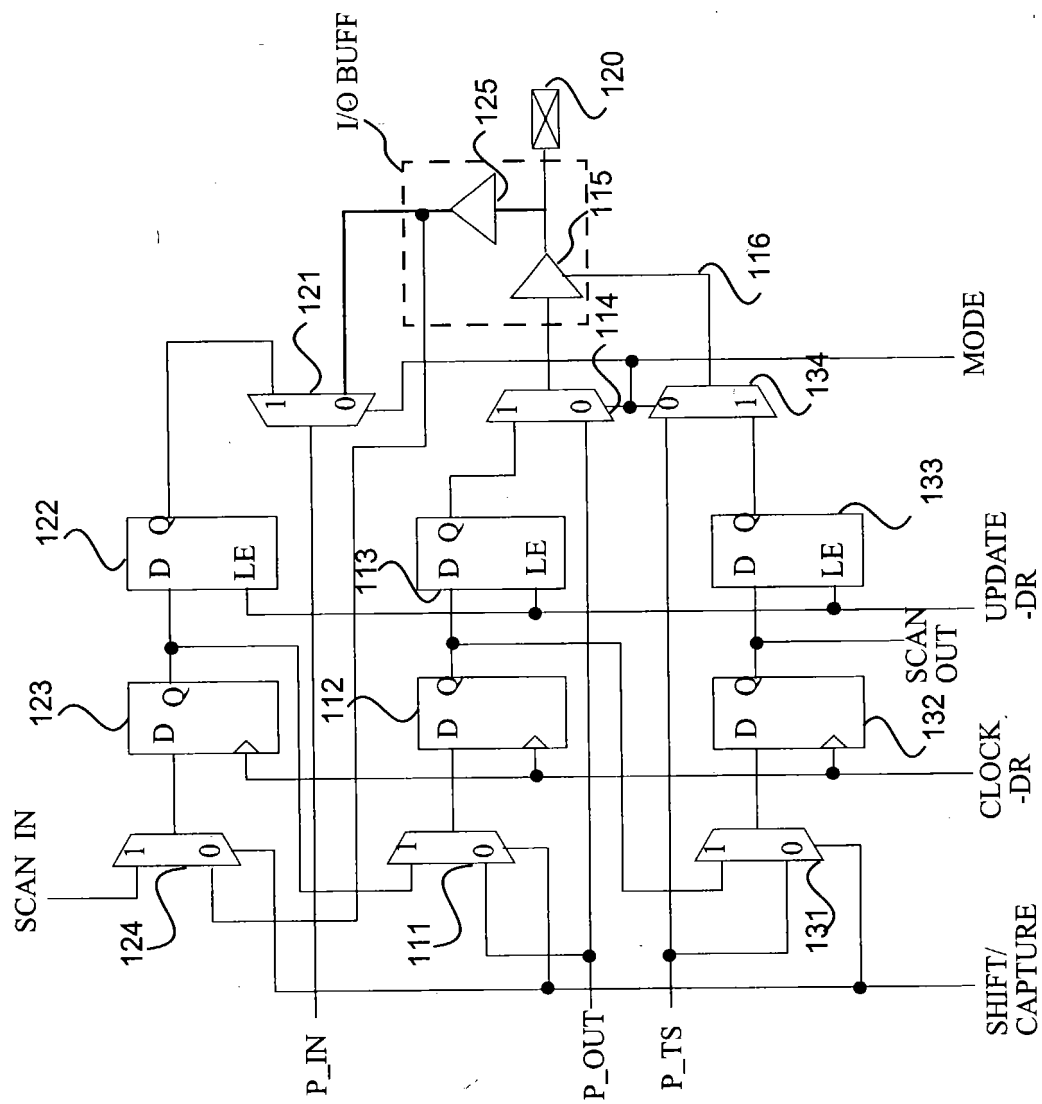 I/O BUFF
125
120
115
116
121
1
0
114
1
0
0
1
134
MODE
122
D Q
LE
113
D Q
LE
133
D Q
LE
UPDATE
-DR
SCAN
OUT
123
D Q
112
D Q
132
D Q
CLOCK
-DR
SCAN IN
1
0
124
1
0
111
1
0
131
P_IN
P_OUT
P_TS
SHIFT/
CAPTURE